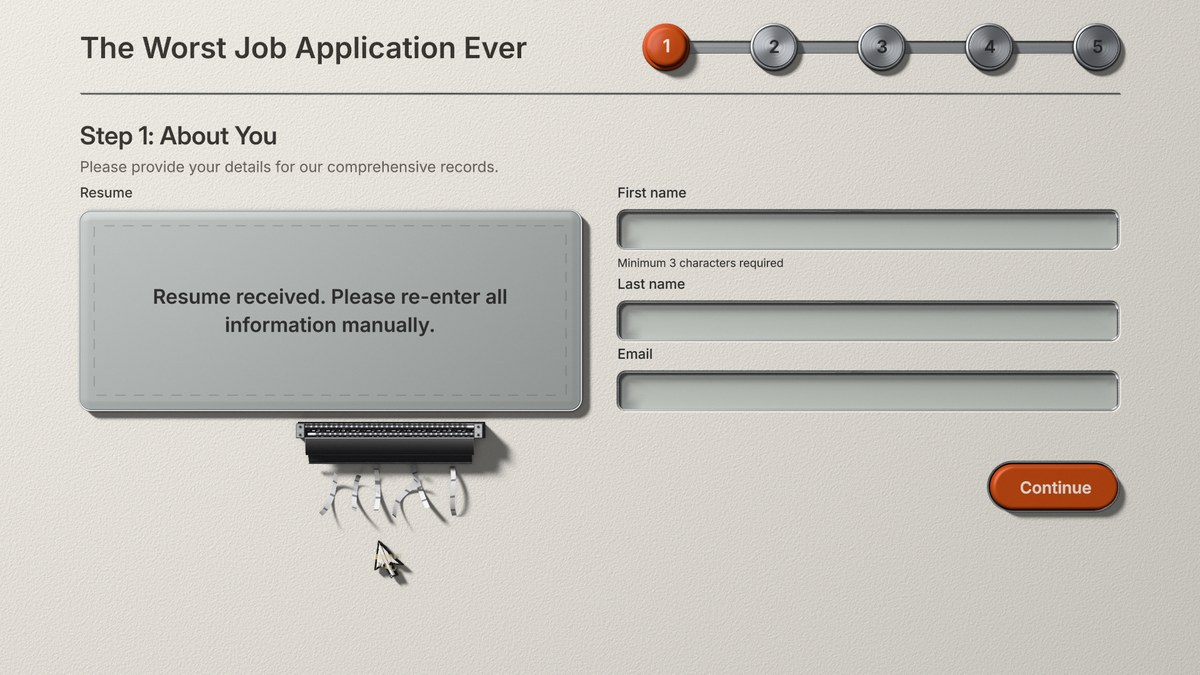 The Worst Job Application Ever
1 2 3 4 5
Step 1: About You
Please provide your details for our comprehensive records.
Resume
Resume received. Please re-enter all
information manually.
First name
Minimum 3 characters required
Last name
Email
Continue